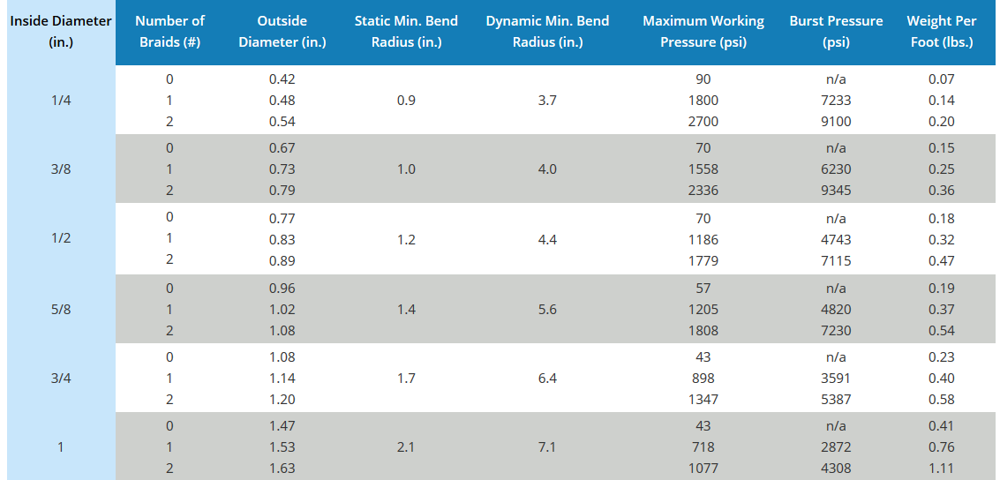 Inside Diameter (in.) Number of Braids (#) Outside Diameter (in.) Static Min. Bend Radius (in.) Dynamic Min. Bend Radius (in.) Maximum Working Pressure (psi) Burst Pressure (psi) Weight Per Foot (lbs.)
0 0.42 90 n/a 0.07
1/4 1 0.48 0.9 3.7 1800 7233 0.14
2 0.54 2700 9100 0.20
0 0.67 70 n/a 0.15
3/8 1 0.73 1.0 4.0 1558 6230 0.25
2 0.79 2336 9345 0.36
0 0.77 70 n/a 0.18
1/2 1 0.83 1.2 4.4 1186 4743 0.32
2 0.89 1779 7115 0.47
0 0.96 57 n/a 0.19
5/8 1 1.02 1.4 5.6 1205 4820 0.37
2 1.08 1808 7230 0.54
0 1.08 43 n/a 0.23
3/4 1 1.14 1.7 6.4 898 3591 0.40
2 1.20 1347 5387 0.58
0 1.47 43 n/a 0.41
1 1 1.53 2.1 7.1 718 2872 0.76
2 1.63 1077 4308 1.11